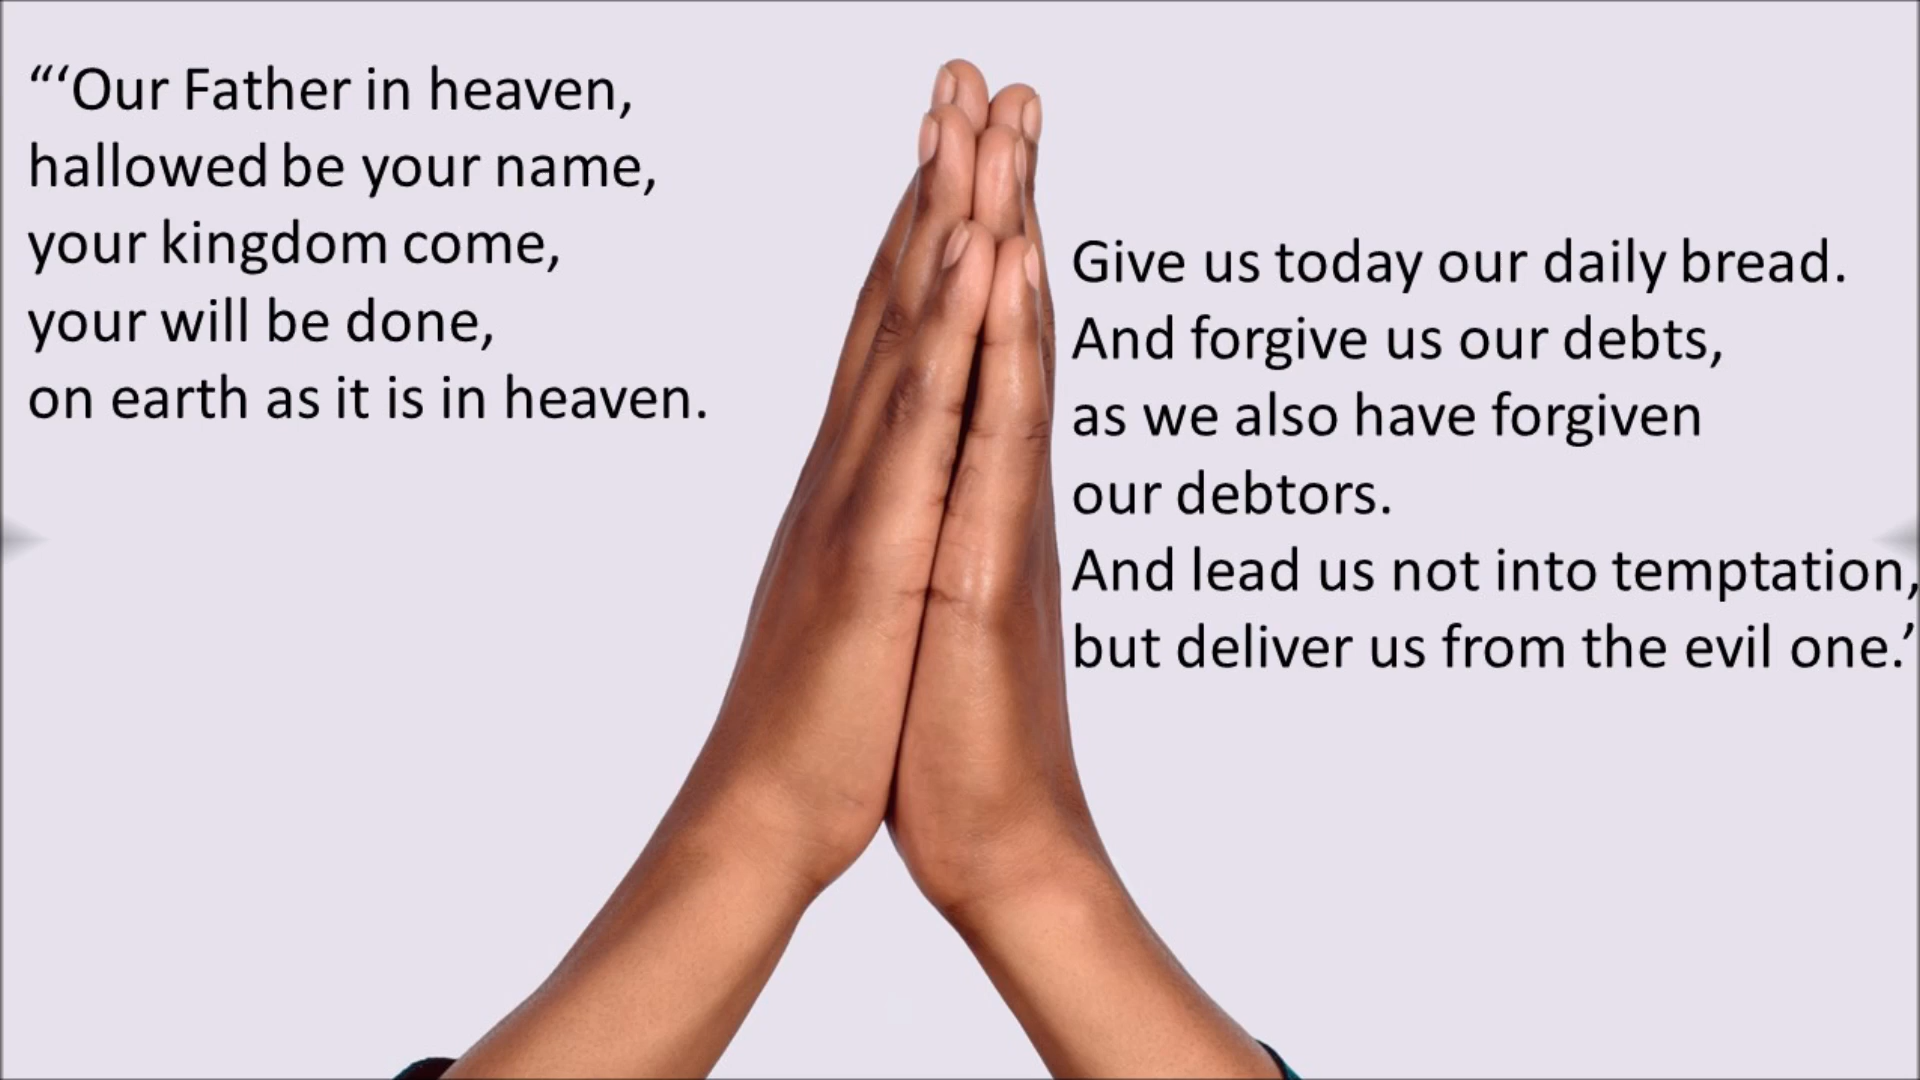 “‘Our Father in heaven,
hallowed be your name,
your kingdom come,
your will be done,
on earth as it is in heaven.
Give us today our daily bread.
And forgive us our debts,
as we also have forgiven
our debtors.
And lead us not into temptation,
but deliver us from the evil one.’